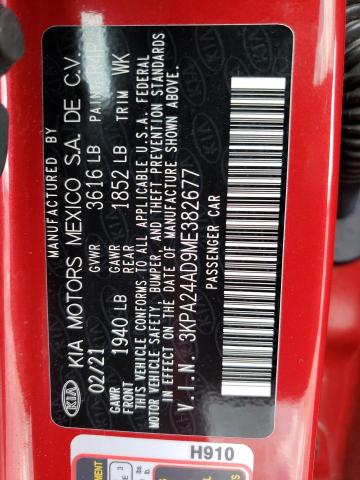 MANUFACTURED BY
KIA KIA MOTORS MEXICO S.A. DE C.V.
02/21 GVWR 3616 LB PAINT
GAWR FRONT 1940 LB GAWR REAR 1852 LB TRIM WK
THIS VEHICLE CONFORMS TO ALL APPLICABLE U.S.A. FEDERAL
MOTOR VEHICLE SAFETY, BUMPER, AND THEFT PREVENTION STANDARDS
IN EFFECT ON THE DATE OF MANUFACTURE SHOWN ABOVE.
V.I.N. 3KPA24AD9ME382677
PASSENGER CAR
H910